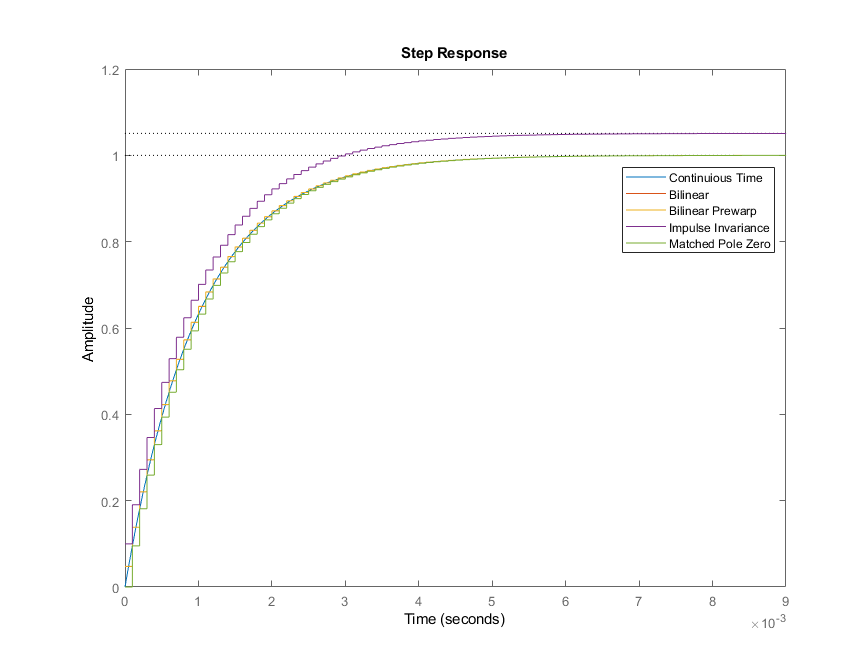 Step Response
1.2
1
0.8
0.6
0.4
0.2
0
Amplitude
Continuious Time
Bilinear
Bilinear Prewarp
Impulse Invariance
Matched Pole Zero
0 1 2 3 4 5 6 7 8 9
Time (seconds)
×10-3